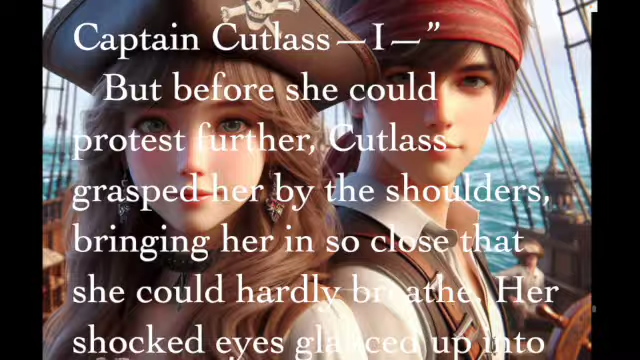 Captain Cutlass—I—”
But before she could
protest further, Cutlass
grasped her by the shoulders,
bringing her in so close that
she could hardly breathe. Her
shocked eyes glanced up into